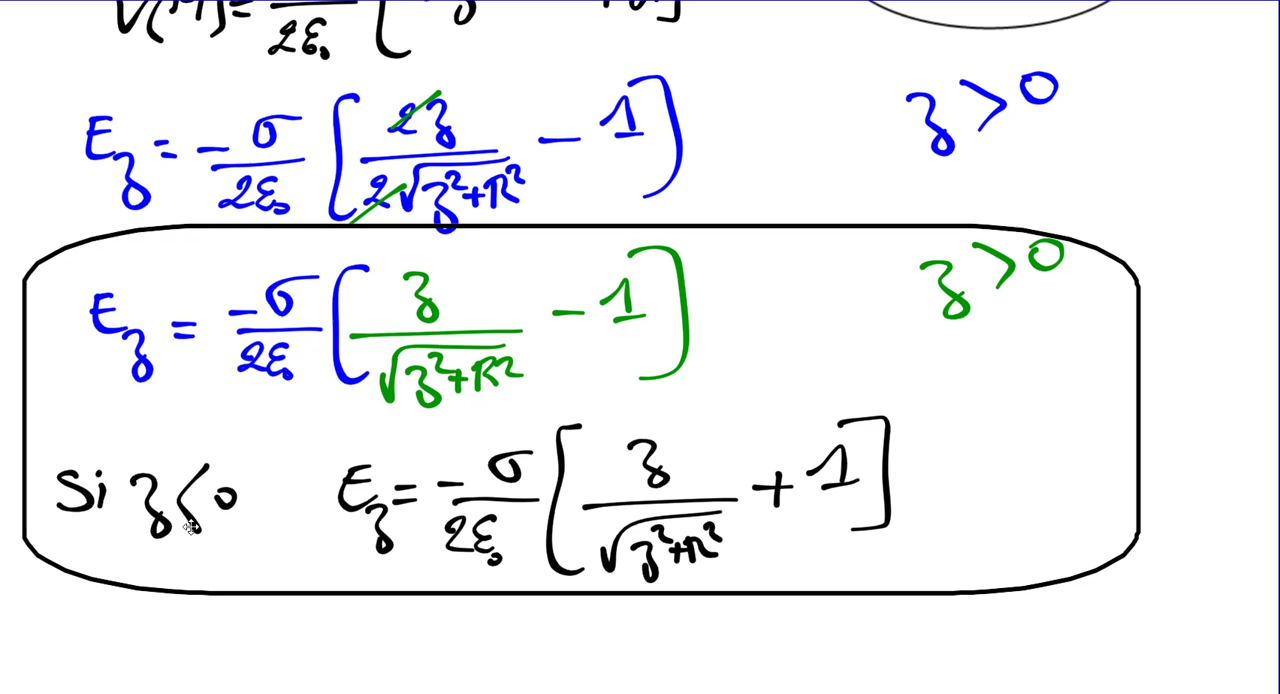 E_z = -σ/2ε₀ [2z/2√(z²+R²) - 1] z>0
E_z = -σ/2ε₀ [z/√(z²+R²) - 1] z>0
Si z<0 E_z = -σ/2ε₀ [z/√(z²+R²) + 1]